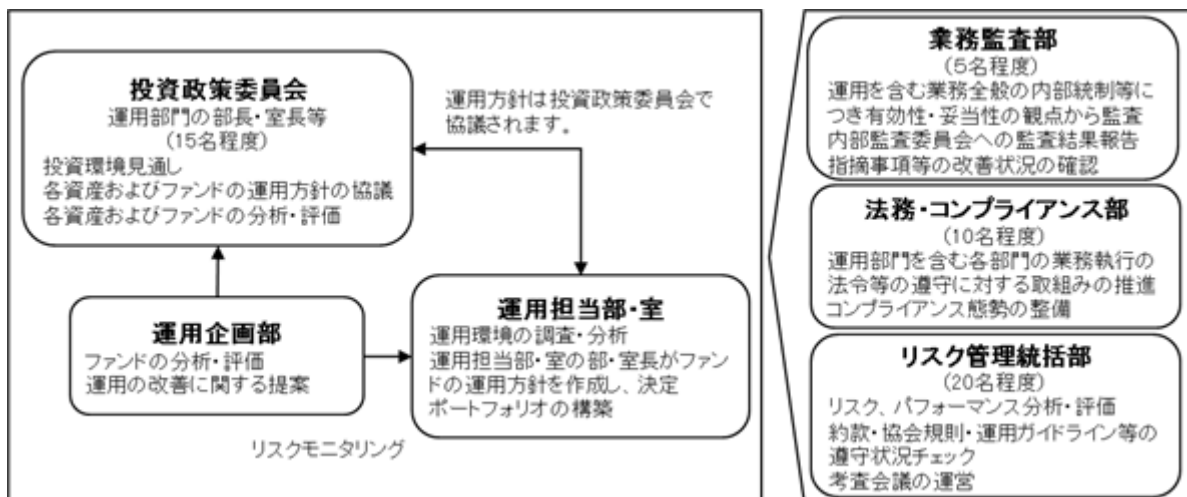 投資政策委員会
運用部門の部長・室長等
(15名程度)
投資環境見通し
各資産およびファンドの運用方針の協議
各資産およびファンドの分析・評価
運用方針は投資政策委員会で
協議されます。
運用企画部
ファンドの分析・評価
運用の改善に関する提案
運用担当部・室
運用環境の調査・分析
運用担当部・室の部・室長がファン
ドの運用方針を作成し、決定
ポートフォリオの構築
リスクモニタリング
業務監査部
(5名程度)
運用を含む業務全般の内部統制等に
つき有効性・妥当性の観点から監査
内部監査委員会への監査結果報告
指摘事項等の改善状況の確認
法務・コンプライアンス部
(10名程度)
運用部門を含む各部門の業務執行の
法令等の遵守に対する取組みの推進
コンプライアンス態勢の整備
リスク管理統括部
(20名程度)
リスク、パフォーマンス分析・評価
約款・協会規則・運用ガイドライン等の
遵守状況チェック
考査会議の運営